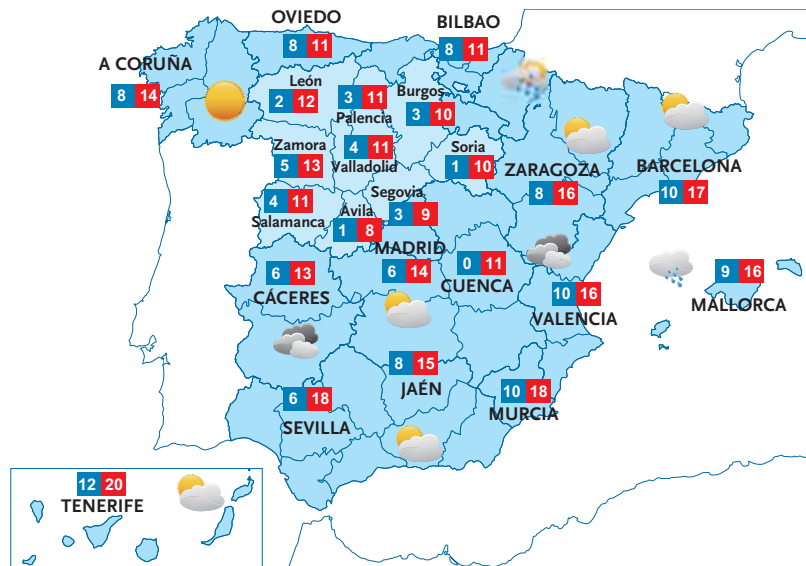 OVIEDO
8 11
BILBAO
8 11
A CORUÑA
8 14
León
2 12
3 11
Palencia
Burgos
3 10
Zamora
5 13
4 11
Valladolid
Soria
1 10
ZARAGOZA
8 16
BARCELONA
10 17
4 11
Salamanca
Ávila
1 8
Segovia
3 9
MADRID
6 14
0 11
CUENCA
6 13
CÁCERES
10 16
VALENCIA
9 16
MALLORCA
8 15
JAÉN
10 18
MURCIA
6 18
SEVILLA
12 20
TENERIFE